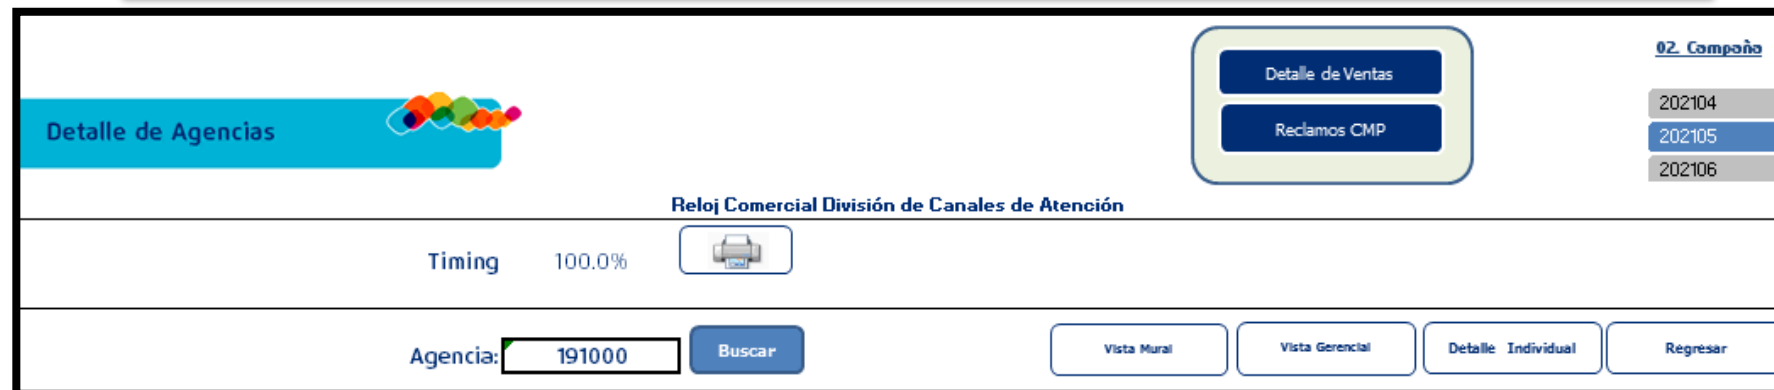 02. Campaña
Detalle de Ventas
202104
Detalle de Agencias
Reclamos CMP
202105
202106
Reloj Comercial División de Canales de Atención
Timing 100.0%
Agencia: 191000 Buscar Vista Mural Vista Gerencial Detalle Individual Regresar